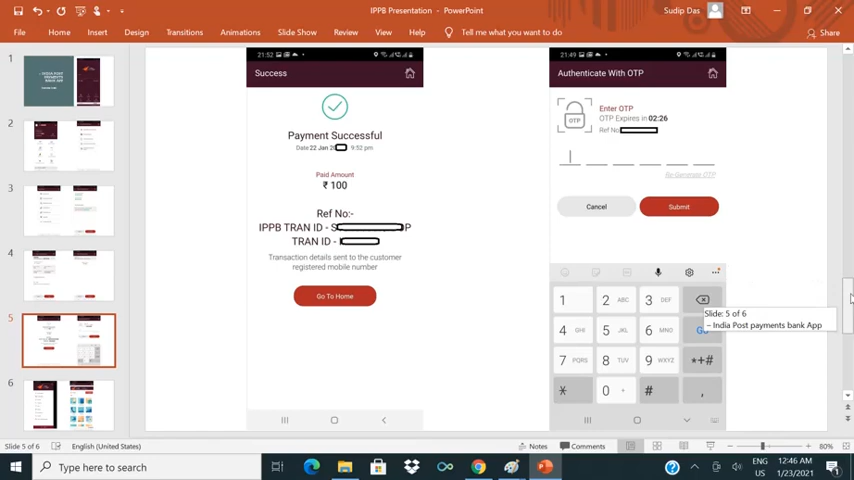 IPPB Presentation - PowerPoint
Sudip Das
File Home Insert Design Transitions Animations Slide Show Review View Help Tell me what you want to do
Share
1
2
3
4
5
6
21:52
Success
Payment Successful
Date 22 Jan 20 9:52 pm
Paid Amount
₹ 100
Ref No:-
IPPB TRAN ID - S P
TRAN ID -
Transaction details sent to the customer
registered mobile number
Go To Home
21:49
Authenticate With OTP
OTP
Enter OTP
OTP Expires in 02:26
Ref No
Re-Generate OTP
Cancel
Submit
1 2 ABC 3 DEF
4 GHI 5 JKL 6 MNO
7 PQRS 8 TUV 9 WXYZ *+#
* 0 + # ,
Slide: 5 of 6
- India Post payments bank App
Slide 5 of 6
English (United States)
Notes
Comments
80%
Type here to search
ENG
US
12:46 AM
1/23/2021